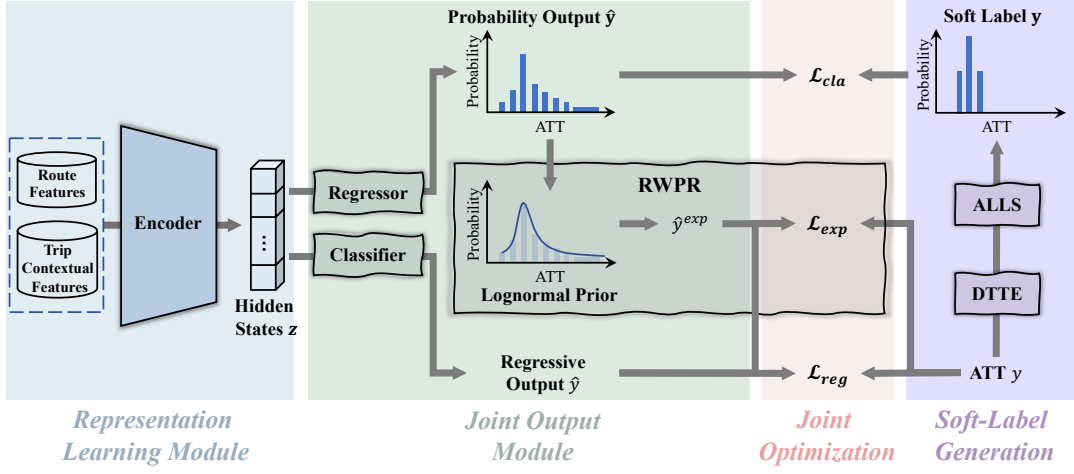 Probability Output ŷ
Probability
ATT
Soft Label y
Probability
ATT
ℒcla
Route
Features
Trip
Contextual
Features
Encoder
...
Hidden
States z
Regressor
Classifier
RWPR
Probability
ATT
Lognormal Prior
ŷ^exp
ℒexp
ALLS
DTTE
Regressive
Output ŷ
ℒreg
ATT y
Representation
Learning Module
Joint Output
Module
Joint
Optimization
Soft-Label
Generation